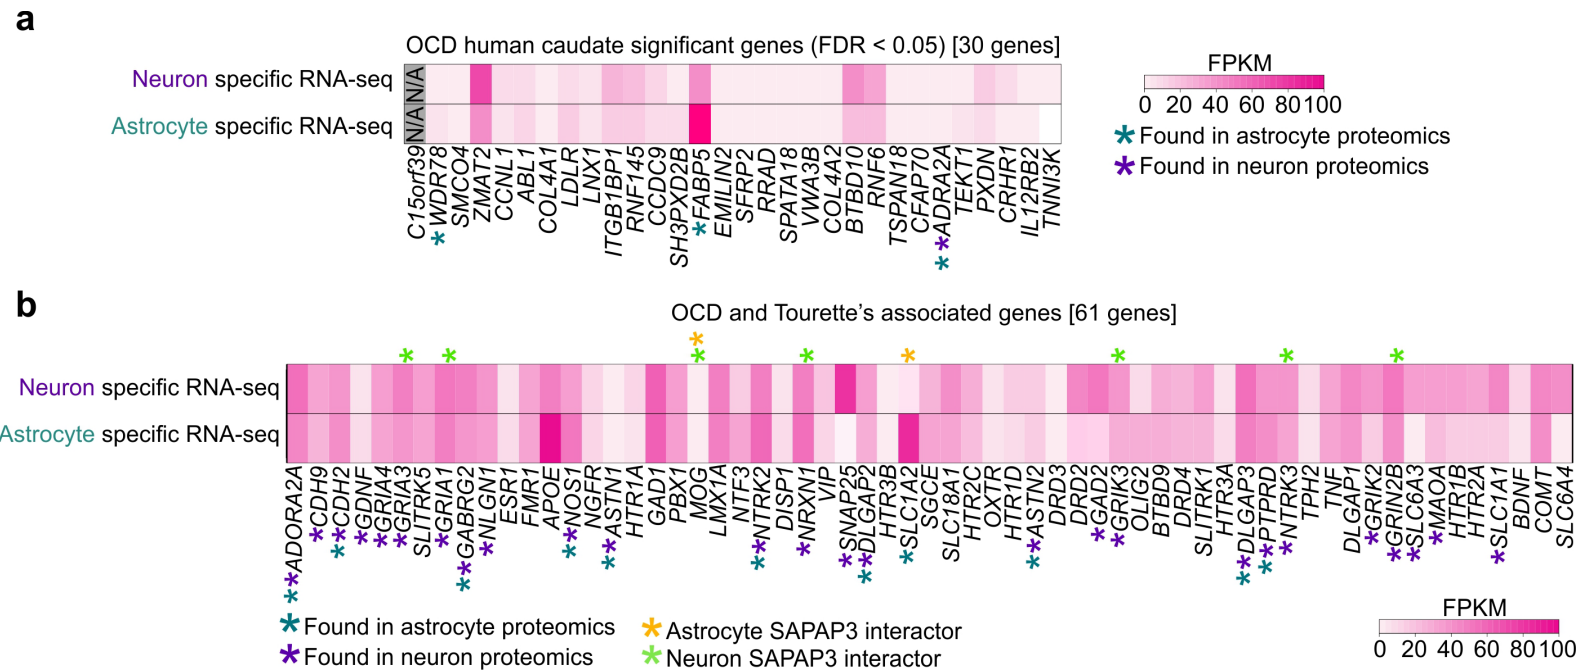 a
OCD human caudate significant genes (FDR < 0.05) [30 genes]
Neuron specific RNA-seq
Astrocyte specific RNA-seq
N/A
N/A
C15orf39
*WDR78
*
SMCO4
ZMAT2
CCNL1
ABL1
COL4A1
LDLR
LNX1
ITGB1BP1
RNF145
CCDC9
SH3PXD2B
*FABP5
EMILIN2
SFRP2
RRAD
SPATA18
VWA3B
COL4A2
BTBD10
RNF6
TSPAN18
CFAP70
**ADRA2A
TEKT1
PXDN
CRHR1
IL12RB2
TNNI3K
FPKM
0 20 40 60 80 100
* Found in astrocyte proteomics
* Found in neuron proteomics
b
OCD and Tourette's associated genes [61 genes]
Neuron specific RNA-seq
Astrocyte specific RNA-seq
**ADORA2A
*CDH9
**CDH2
*GDNF
*GRIA4
*GRIA3
SLITRK5
*GRIA1
**GABRG2
*NLGN1
ESR1
FMR1
APOE
**NOS1
NGFR
**ASTN1
HTR1A
GAD1
PBX1
MOG
LMX1A
NTF3
**NTRK2
DISP1
*NRXN1
VIP
*SNAP25
**DLGAP2
HTR3B
*SLC1A2
SGCE
SLC18A1
HTR2C
OXTR
HTR1D
**ASTN2
DRD3
DRD2
*GAD2
*GRIK3
OLIG2
BTBD9
DRD4
SLITRK1
HTR3A
**DLGAP3
**PTPRD
*NTRK3
TPH2
TNF
DLGAP1
*GRIK2
*GRIN2B
*SLC6A3
*MAOA
HTR1B
HTR2A
*SLC1A1
BDNF
COMT
SLC6A4
* Found in astrocyte proteomics
* Found in neuron proteomics
* Astrocyte SAPAP3 interactor
* Neuron SAPAP3 interactor
FPKM
0 20 40 60 80 100